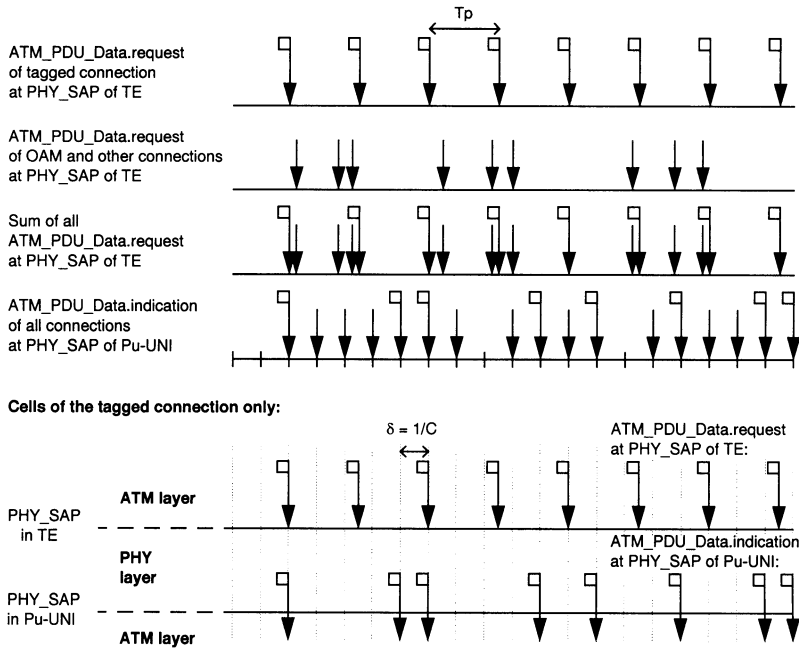 Tp
ATM_PDU_Data.request
of tagged connection
at PHY_SAP of TE
ATM_PDU_Data.request
of OAM and other connections
at PHY_SAP of TE
Sum of all
ATM_PDU_Data.request
at PHY_SAP of TE
ATM_PDU_Data.indication
of all connections
at PHY_SAP of Pu-UNI
Cells of the tagged connection only:
δ = 1/C
ATM_PDU_Data.request
at PHY_SAP of TE:
ATM layer
PHY_SAP
in TE
ATM_PDU_Data.indication
at PHY_SAP of Pu-UNI:
PHY
layer
PHY_SAP
in Pu-UNI
ATM layer